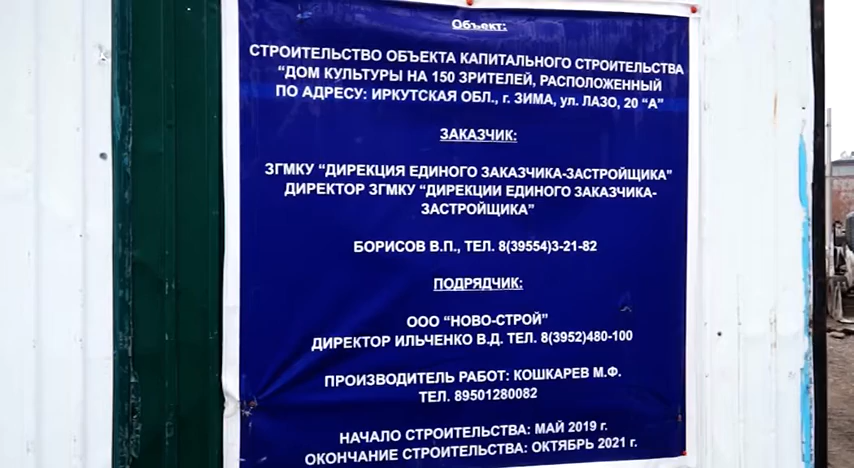 Объект:
СТРОИТЕЛЬСТВО ОБЪЕКТА КАПИТАЛЬНОГО СТРОИТЕЛЬСТВА
“ДОМ КУЛЬТУРЫ НА 150 ЗРИТЕЛЕЙ, РАСПОЛОЖЕННЫЙ
ПО АДРЕСУ: ИРКУТСКАЯ ОБЛ., г. ЗИМА, ул. ЛАЗО, 20 “А”
ЗАКАЗЧИК:
ЗГМКУ “ДИРЕКЦИЯ ЕДИНОГО ЗАКАЗЧИКА-ЗАСТРОЙЩИКА”
ДИРЕКТОР ЗГМКУ “ДИРЕКЦИИ ЕДИНОГО ЗАКАЗЧИКА-
ЗАСТРОЙЩИКА”
БОРИСОВ В.П., ТЕЛ. 8(39554)3-21-82
ПОДРЯДЧИК:
ООО “НОВО-СТРОЙ”
ДИРЕКТОР ИЛЬЧЕНКО В.Д. ТЕЛ. 8(3952)480-100
ПРОИЗВОДИТЕЛЬ РАБОТ: КОШКАРЕВ М.Ф.
ТЕЛ. 89501280082
НАЧАЛО СТРОИТЕЛЬСТВА: МАЙ 2019 г.
ОКОНЧАНИЕ СТРОИТЕЛЬСТВА: ОКТЯБРЬ 2021 г.